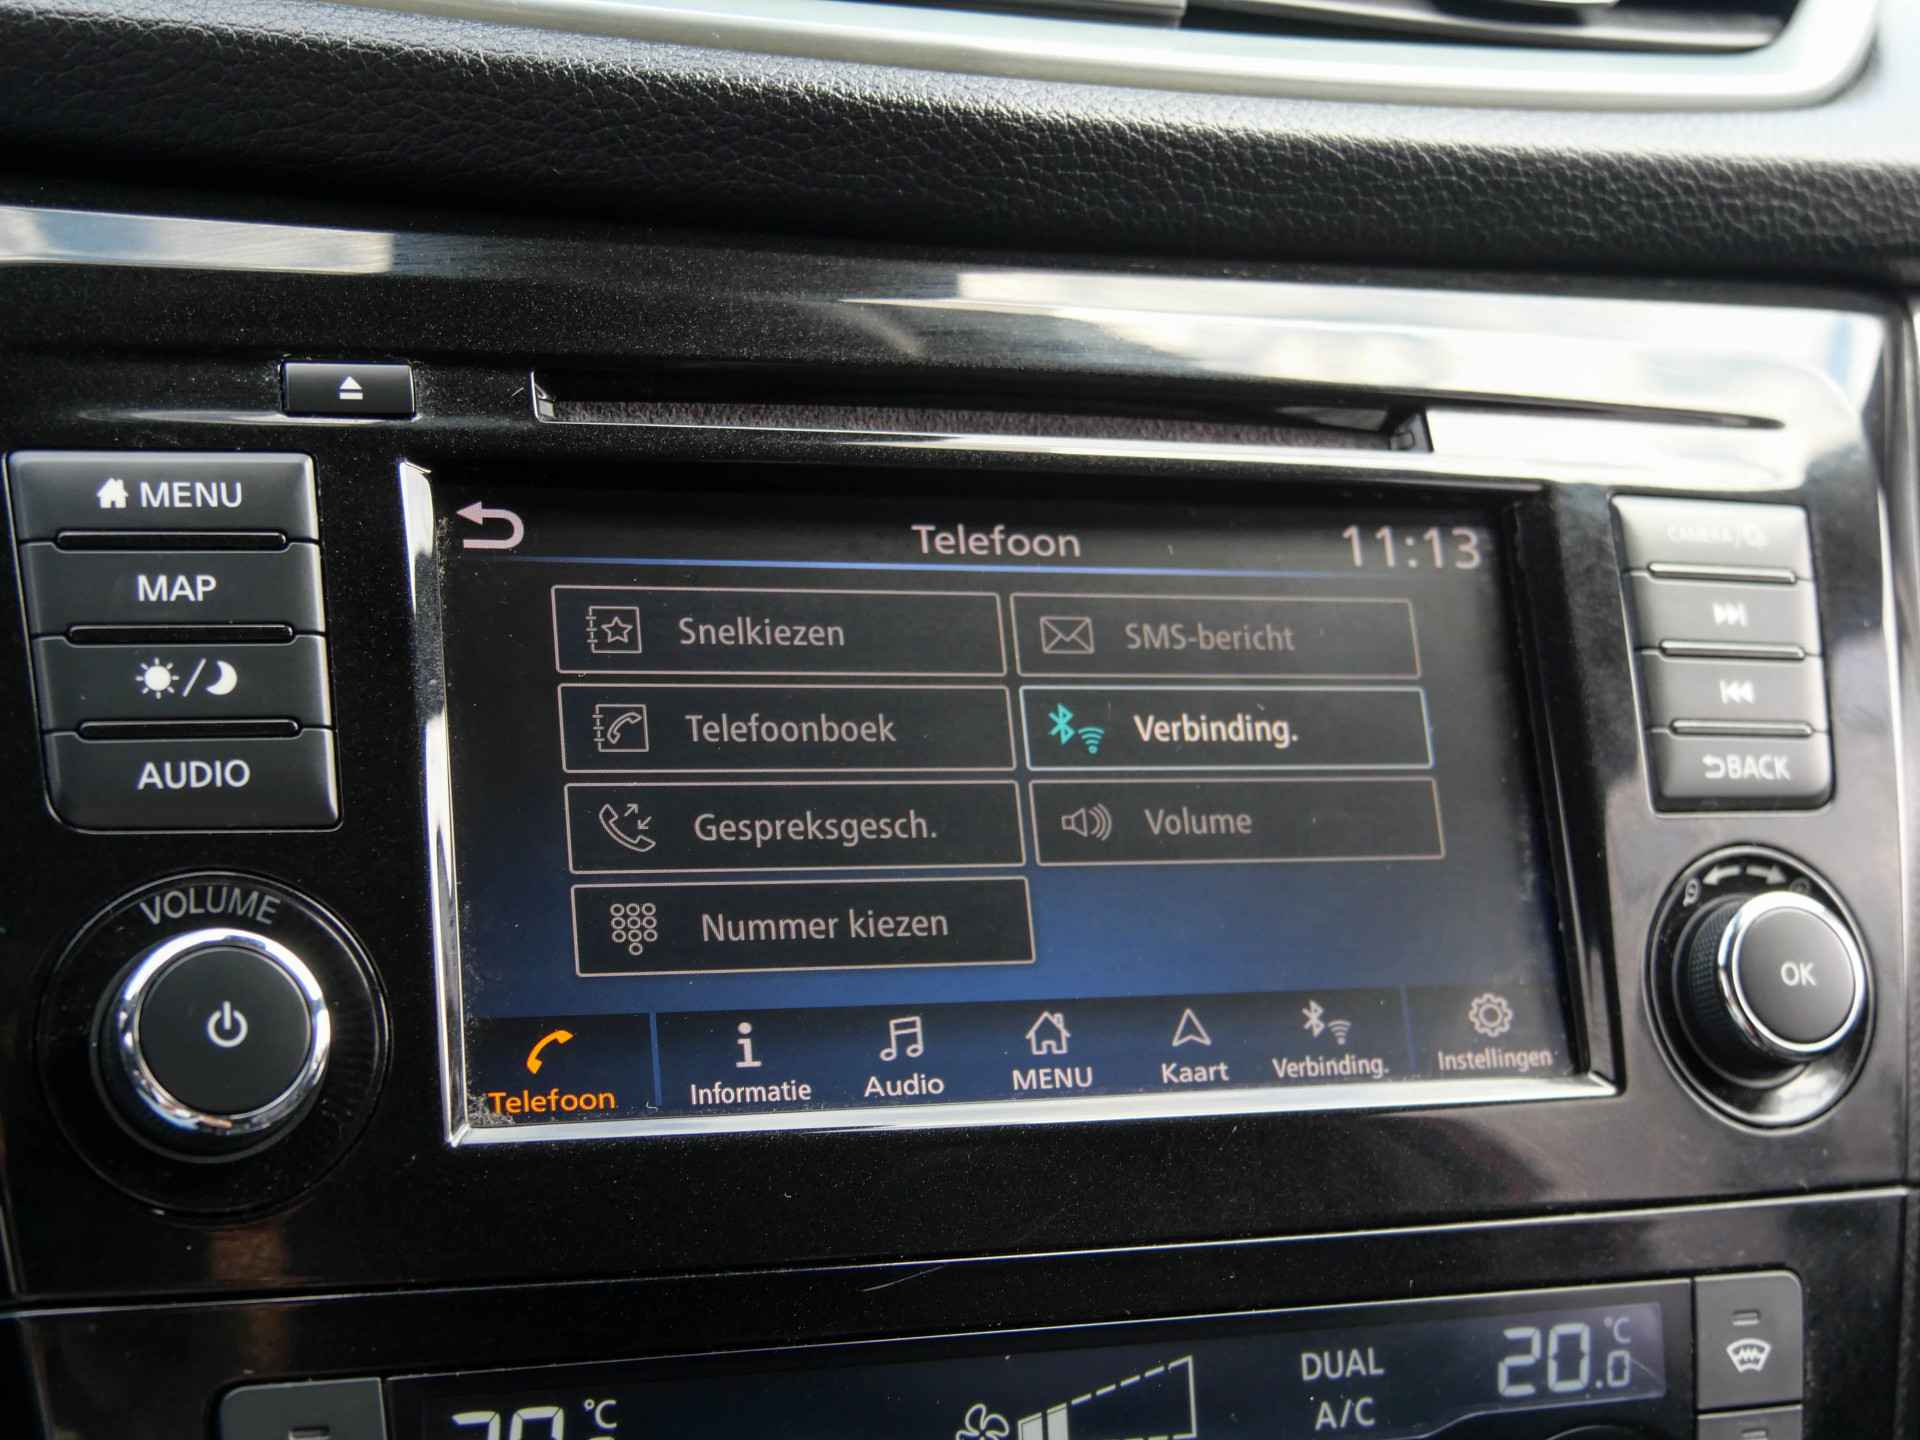 MENU
MAP
AUDIO
VOLUME
Telefoon
11:13
Snelkiezen
SMS-bericht
Telefoonboek
Verbinding.
Gespreksgesch.
Volume
Nummer kiezen
Telefoon
Informatie
Audio
MENU
Kaart
Verbinding.
Instellingen
CAMERA/
BACK
OK
°C
DUAL
A/C
20.0
°C